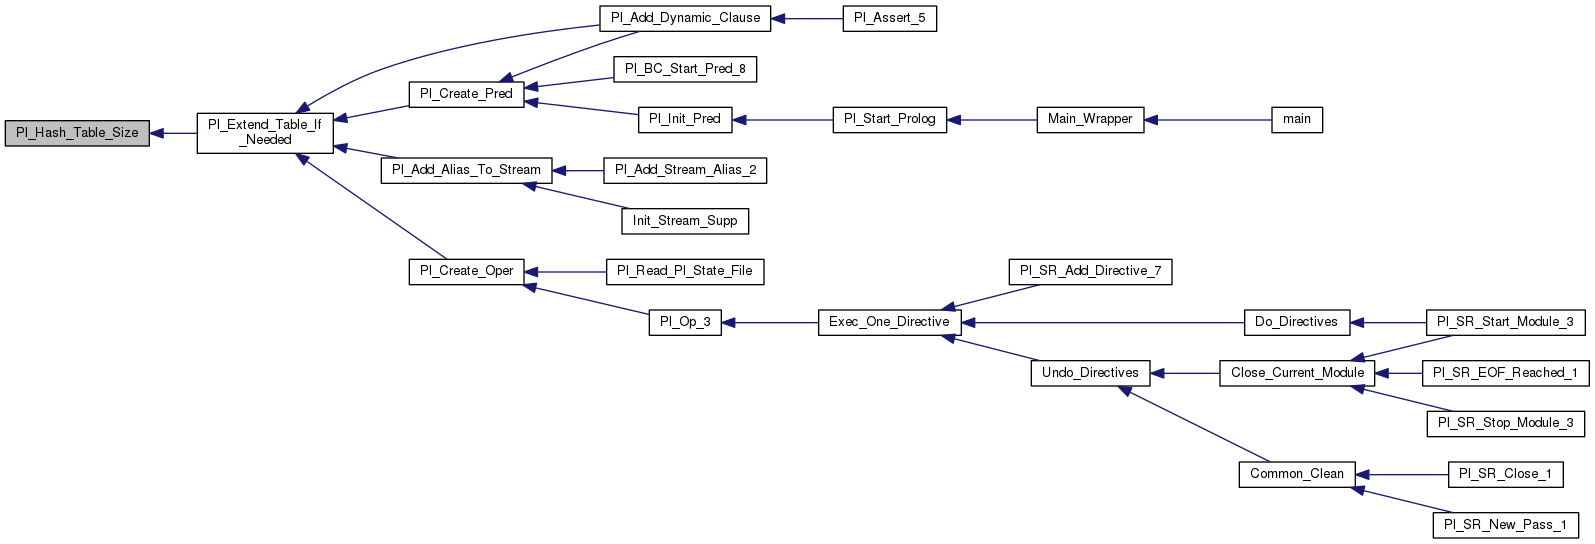 Pl_Add_Dynamic_Clause
Pl_Assert_5
Pl_BC_Start_Pred_8
Pl_Create_Pred
Pl_Hash_Table_Size
Pl_Extend_Table_If
_Needed
Pl_Init_Pred
Pl_Start_Prolog
Main_Wrapper
main
Pl_Add_Alias_To_Stream
Pl_Add_Stream_Alias_2
Init_Stream_Supp
Pl_Create_Oper
Pl_Read_Pl_State_File
Pl_SR_Add_Directive_7
Pl_Op_3
Exec_One_Directive
Do_Directives
Pl_SR_Start_Module_3
Undo_Directives
Close_Current_Module
Pl_SR_EOF_Reached_1
Pl_SR_Stop_Module_3
Common_Clean
Pl_SR_Close_1
Pl_SR_New_Pass_1